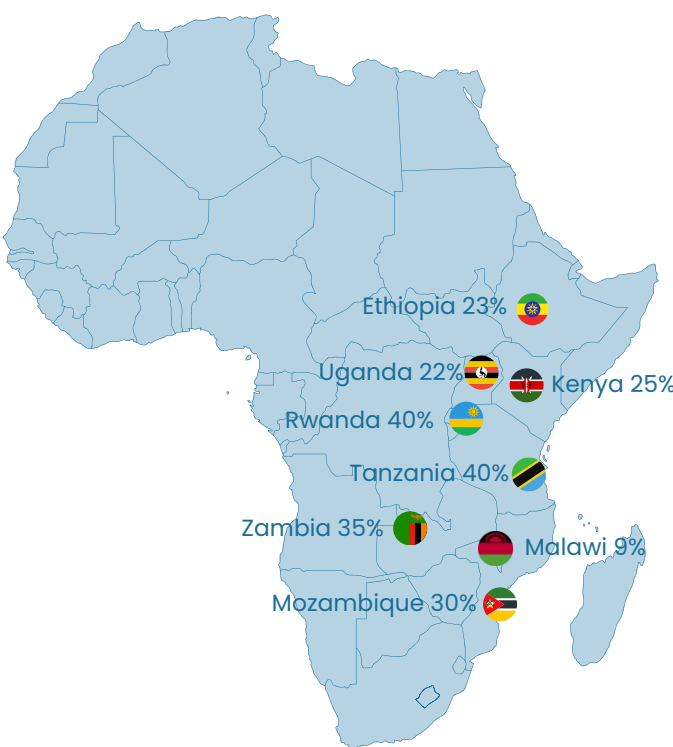 Ethiopia 23%
Uganda 22%
Kenya 25%
Rwanda 40%
Tanzania 40%
Zambia 35%
Malawi 9%
Mozambique 30%